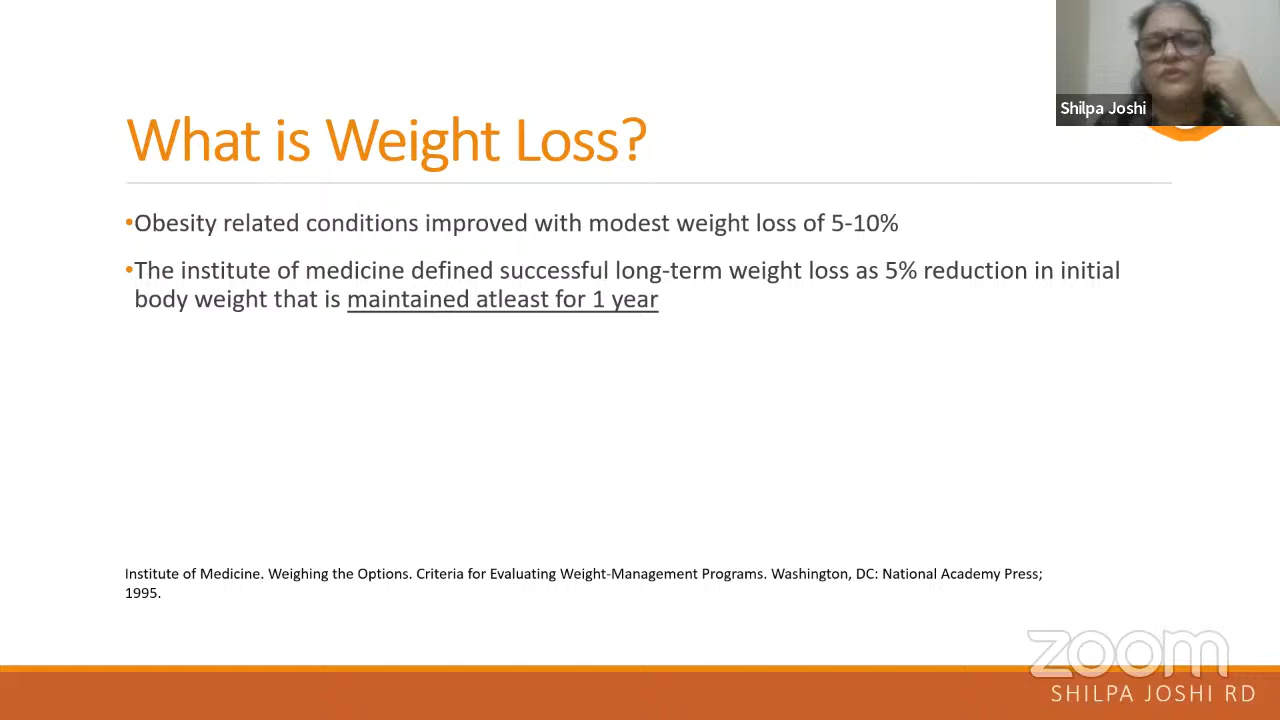 Shilpa Joshi
What is Weight Loss?
•Obesity related conditions improved with modest weight loss of 5-10%
•The institute of medicine defined successful long-term weight loss as 5% reduction in initial
body weight that is maintained atleast for 1 year
Institute of Medicine. Weighing the Options. Criteria for Evaluating Weight-Management Programs. Washington, DC: National Academy Press;
1995.
zoom
SHILPA JOSHI RD